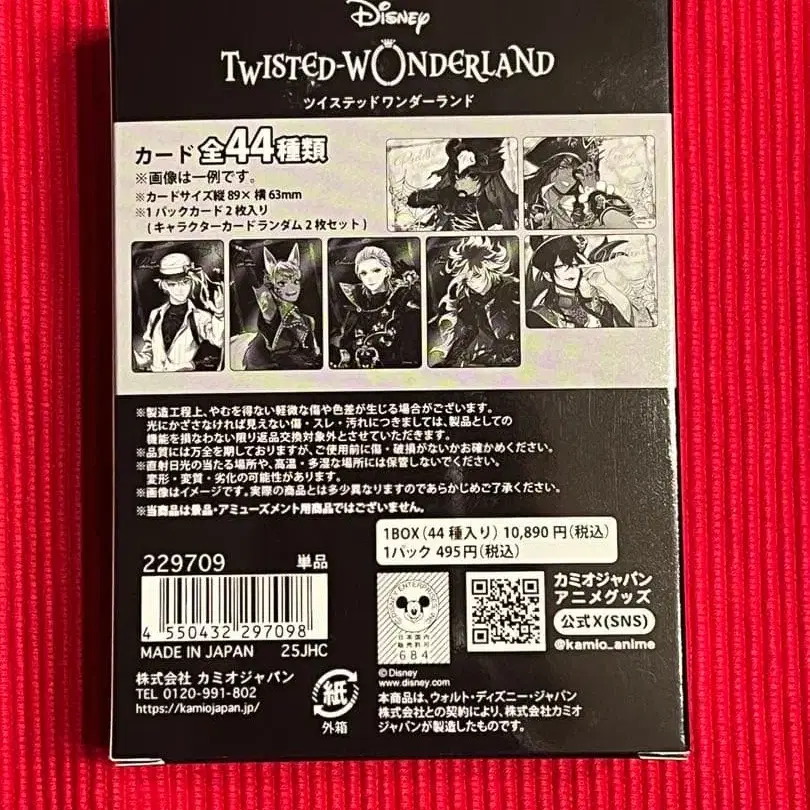 Disney
TWISTED-WONDERLAND
ツイステッドワンダーランド
カード 全44種類
※画像は一例です。
※カードサイズ縦 89× 横 63mm
※1 パックカード 2 枚入り
(キャラクターカードランダム 2 枚セット)
※製造工程上、やむを得ない軽微な傷や色差が生じる場合がございます。
光にかざさなければ見えない傷・スレ・汚れにつきましては、製品としての
機能を損なわない限り返品交換対象外とさせていただきます。
※品質には万全を期しておりますが、ご使用前に傷・破損がないかお確かめください。
※直射日光の当たる場所や、高温・多湿な場所には保管しないでください。
変形・変質・劣化の可能性があります。
※画像はイメージです。実際の商品とは多少異なりますのであらかじめご了承ください。
※当商品は景品・アミューズメント用商品ではございません。
1BOX(44 種入り) 10,890 円(税込)
1パック 495円(税込)
229709 単品
4 550432 297098
MADE IN JAPAN 25JHC
株式会社 カミオジャパン
TEL 0120-991-802
https://kamiojapan.jp/
紙
外箱
DISNEY ENTERPRISES
日本国内
販売許可
684
©Disney
www.disney.com
本商品は、ウォルト・ディズニー・ジャパン
株式会社との契約により、株式会社カミオ
ジャパンが製造したものです。
カミオジャパン
アニメグッズ
公式X(SNS)
@kamio_anime